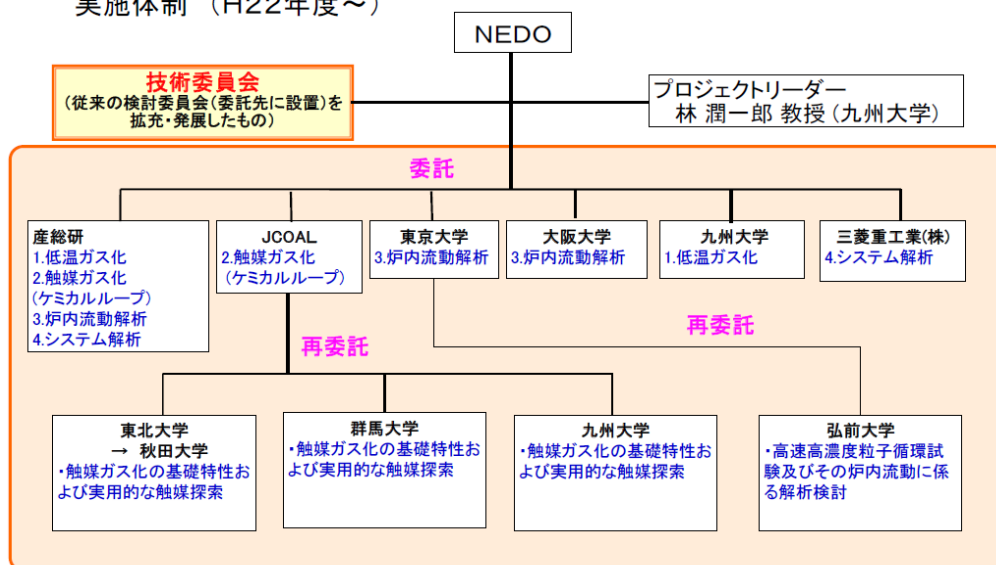 実施体制 (H22年度~)
NEDO
技術委員会
(従来の検討委員会(委託先に設置)を
拡充・発展したもの)
プロジェクトリーダー
林 潤一郎 教授(九州大学)
委託
産総研
1.低温ガス化
2.触媒ガス化
(ケミカルループ)
3.炉内流動解析
4.システム解析
JCOAL
2.触媒ガス化
(ケミカルループ)
東京大学
3.炉内流動解析
大阪大学
3.炉内流動解析
九州大学
1.低温ガス化
三菱重工業(株)
4.システム解析
再委託
再委託
東北大学
→ 秋田大学
・触媒ガス化の基礎特性お
よび実用的な触媒探索
群馬大学
・触媒ガス化の基礎特性お
よび実用的な触媒探索
九州大学
・触媒ガス化の基礎特性お
よび実用的な触媒探索
弘前大学
・高速高濃度粒子循環試
験及びその炉内流動に係
る解析検討